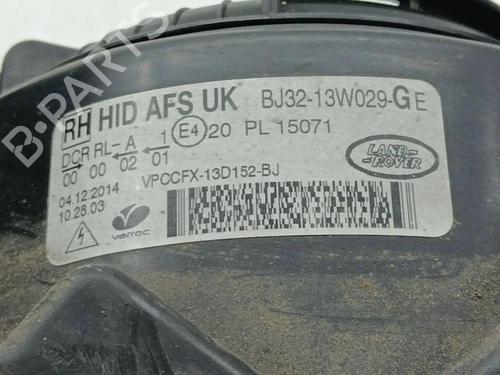 B-PARTS
RH HID AFS UK BJ32-13W029-GE
DCR RL-A 1 E4 20 PL 15071
00 00 02 01
VPCCFX-13D152-BJ
LAND-ROVER
04.12.2014
10.28.03
varroc